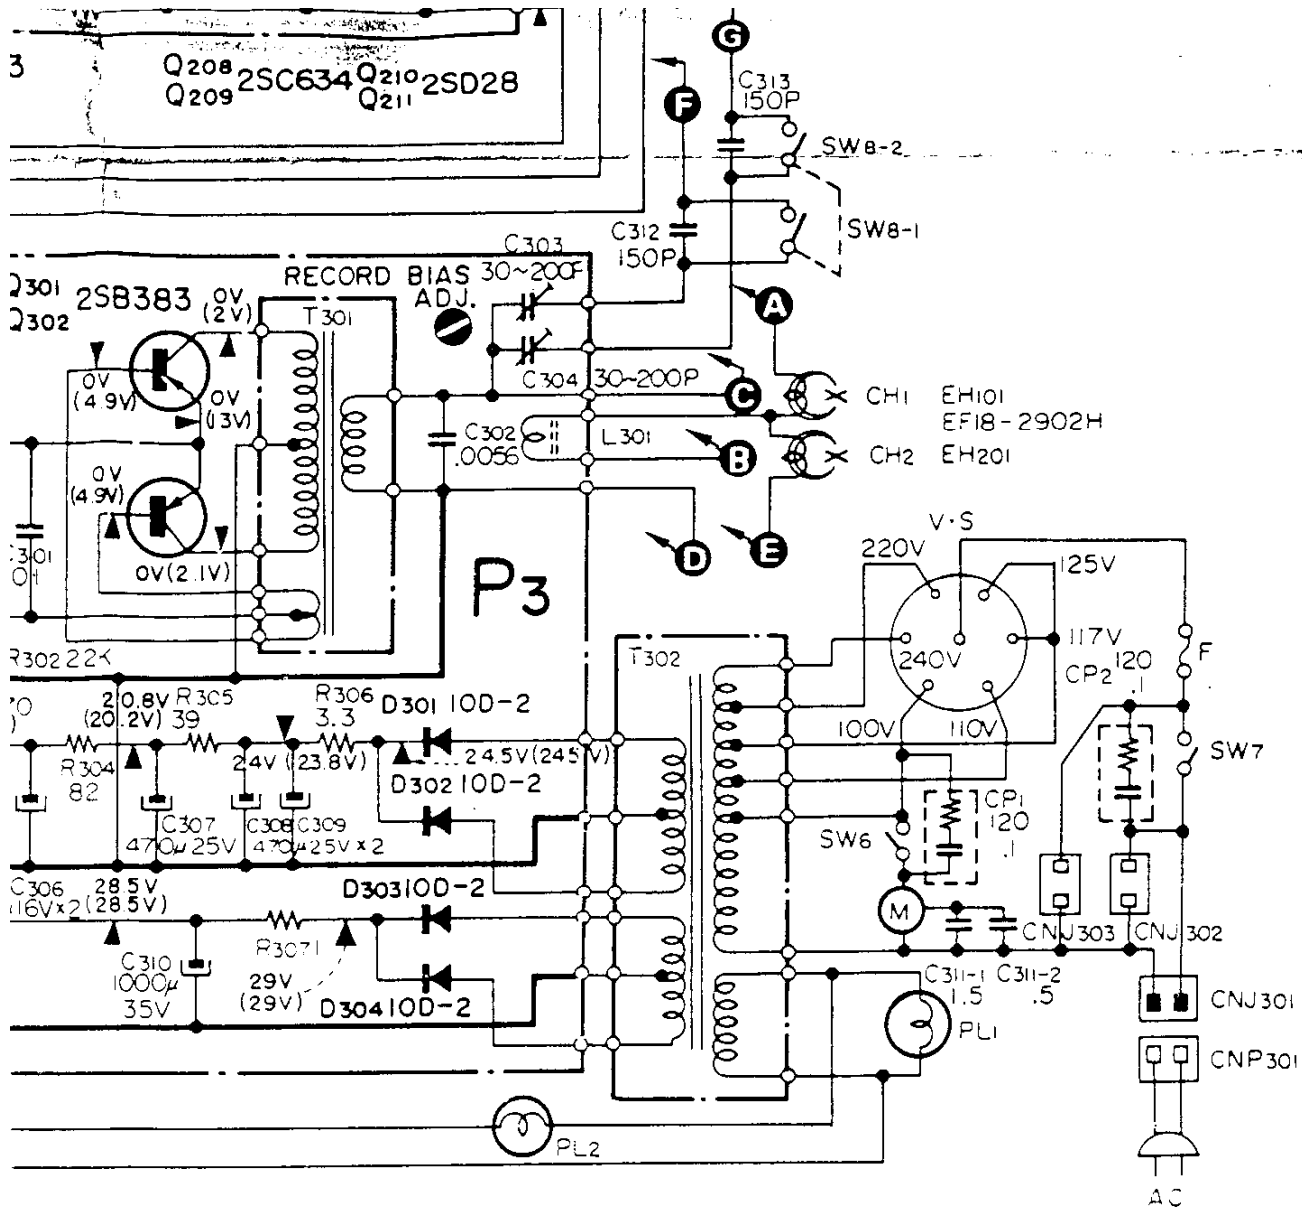 G
3
Q208 2SC634 Q210 2SD28
Q209 Q211
C313
150P
F
SW8-2
C312
150P
SW8-1
C303
30~200P
RECORD BIAS
ADJ.
Q301
Q302
2SB383
0V
(2V)
T301
A
0V
(4.9V)
0V
(.13V)
C304 30~200P
C
CH1 EH101
EF18-2902H
C302
.0056
L301
B
CH2 EH201
0V
(4.9V)
V·S
D
E
C301
0V(2.1V)
P3
220V
125V
T302
240V
117V
F
CP2 120
.1
R302 22K
20.8V
(20.2V)
R305
39
R306
3.3
D301 10D-2
100V
110V
SW7
24V (23.8V)
24.5V(24.5V)
R304
82
D302 10D-2
CP1
120
.1
C307
470μ25V
C308 C309
470μ25V×2
SW6
C306
16V×2
28.5V
(28.5V)
D303 10D-2
M
CNJ303
CNJ302
R307 1
C310
1000μ
35V
29V
(29V)
D304 10D-2
C311-1
1.5
C311-2
.5
CNJ301
PL1
CNP301
PL2
AC